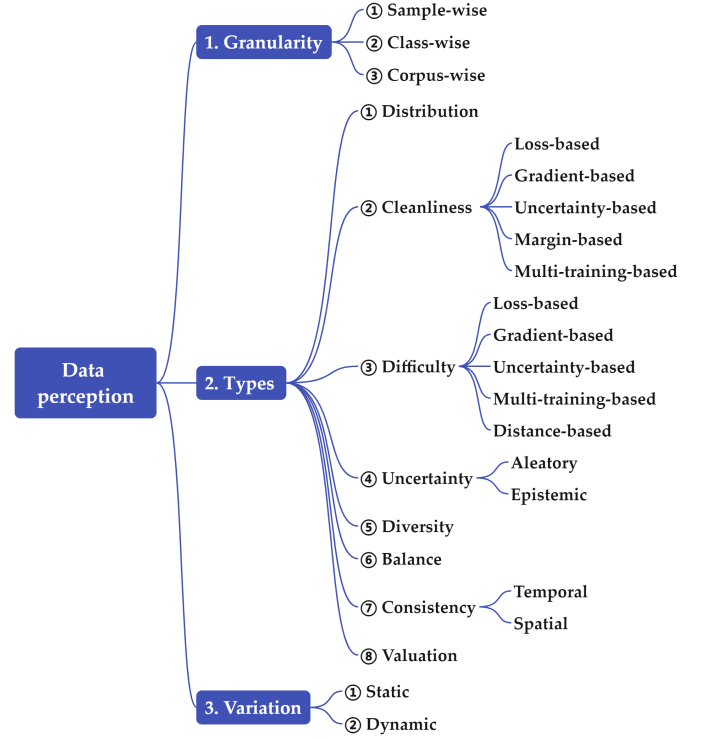 Data
perception
1. Granularity
① Sample-wise
② Class-wise
③ Corpus-wise
2. Types
① Distribution
② Cleanliness
Loss-based
Gradient-based
Uncertainty-based
Margin-based
Multi-training-based
③ Difficulty
Loss-based
Gradient-based
Uncertainty-based
Multi-training-based
Distance-based
④ Uncertainty
Aleatory
Epistemic
⑤ Diversity
⑥ Balance
⑦ Consistency
Temporal
Spatial
⑧ Valuation
3. Variation
① Static
② Dynamic